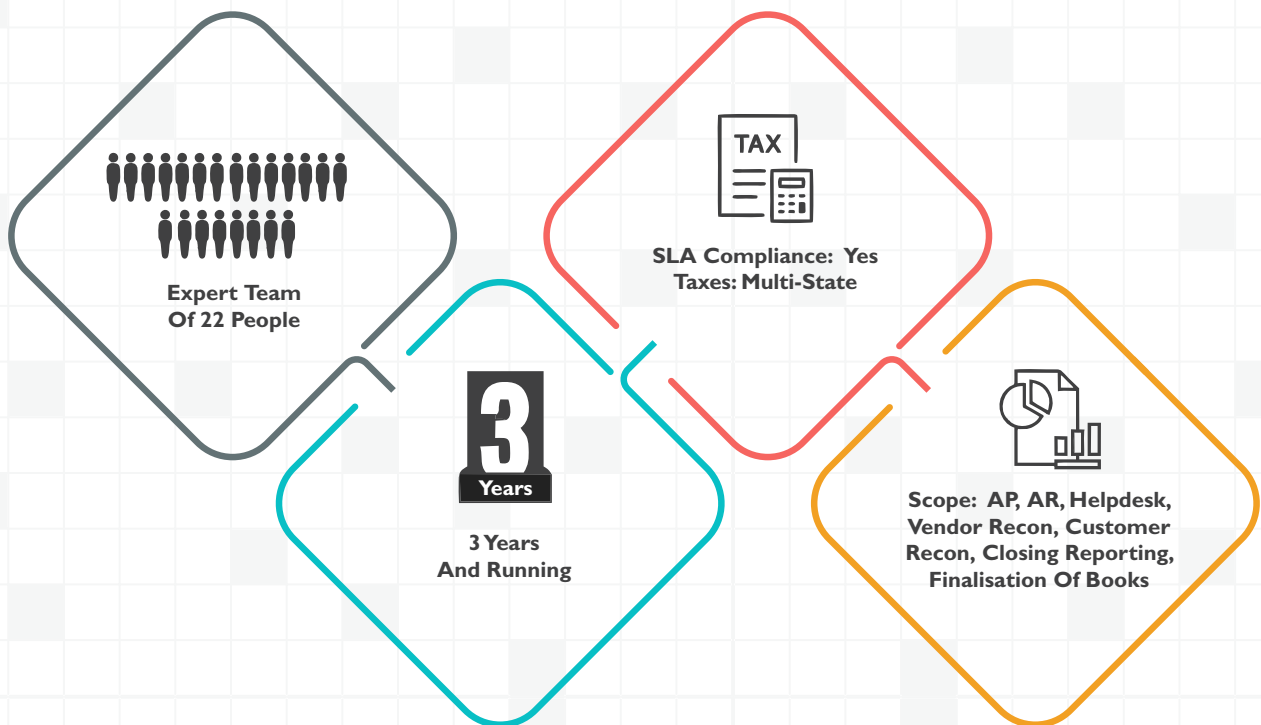 Expert Team
Of 22 People
3
Years
3 Years
And Running
TAX
SLA Compliance: Yes
Taxes: Multi-State
Scope: AP, AR, Helpdesk,
Vendor Recon, Customer
Recon, Closing Reporting,
Finalisation Of Books